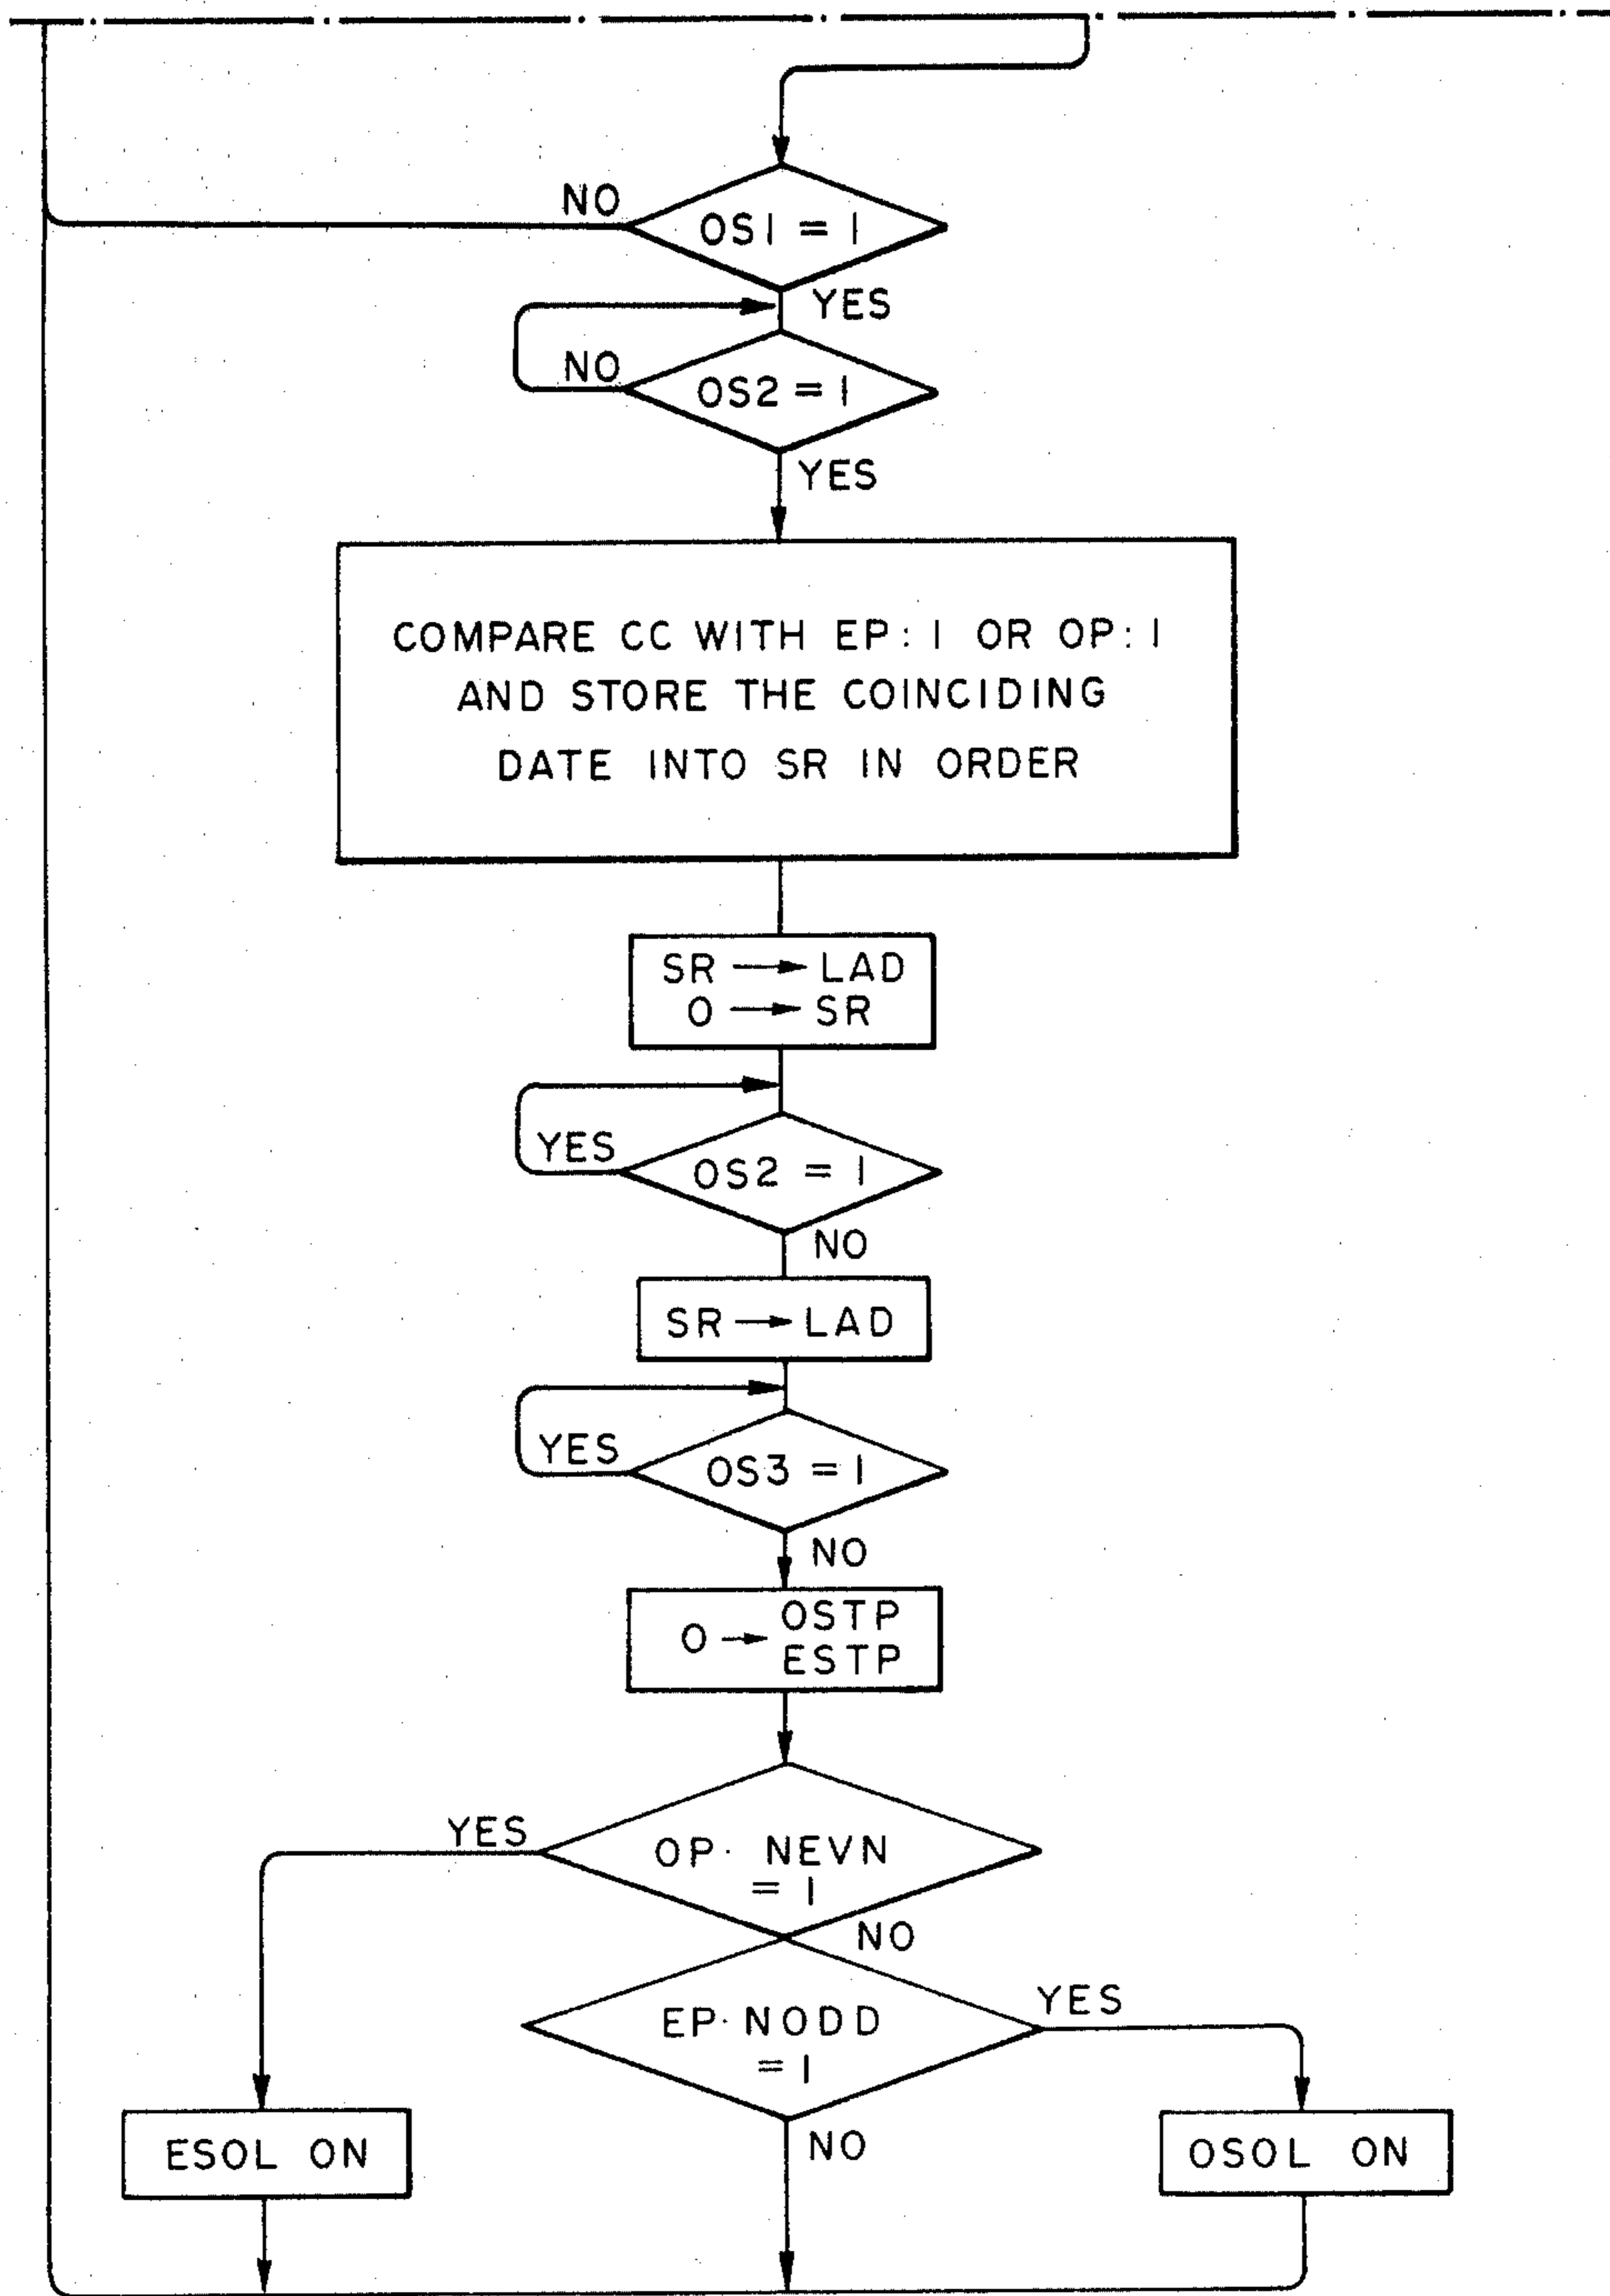 NO
OS1 = 1
YES
NO
OS2 = 1
YES
COMPARE CC WITH EP: 1 OR OP: 1
AND STORE THE COINCIDING
DATE INTO SR IN ORDER
SR → LAD
0 → SR
YES
OS2 = 1
NO
SR → LAD
YES
OS3 = 1
NO
0 → OSTP
ESTP
YES
OP· NEVN
= 1
NO
EP· NODD
= 1
YES
NO
ESOL ON
OSOL ON